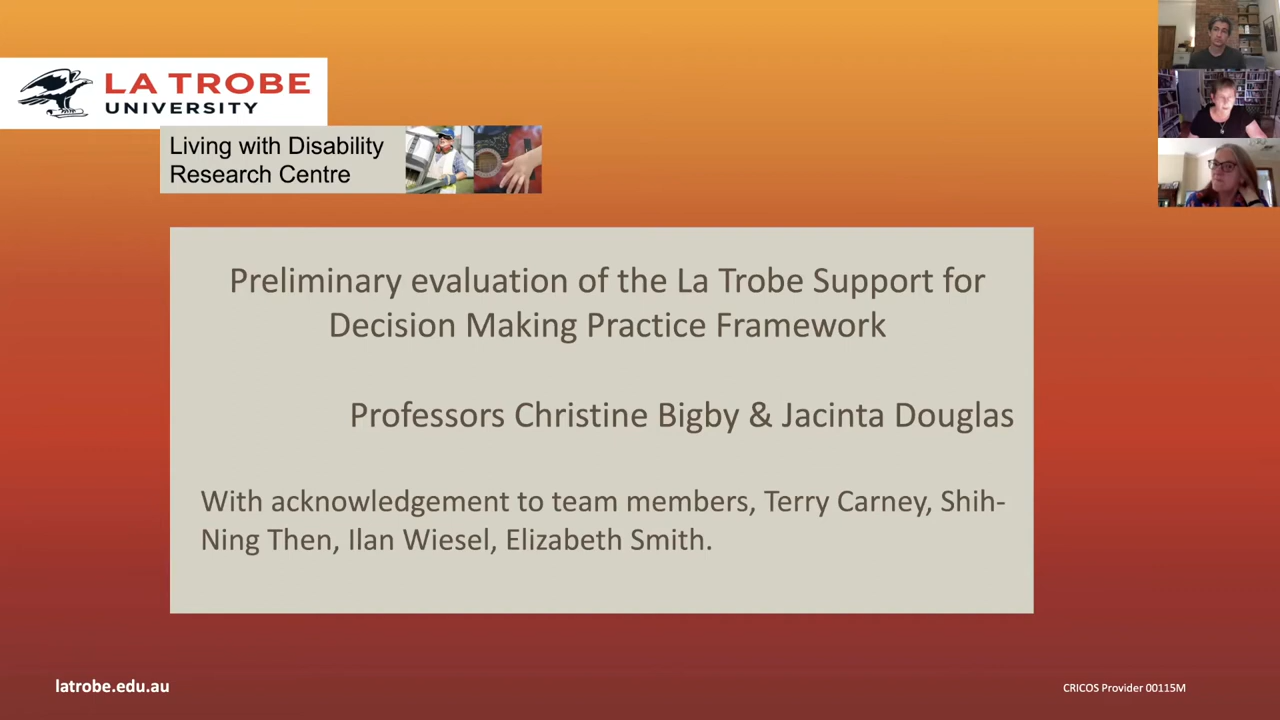 LA TROBE
UNIVERSITY
Living with Disability
Research Centre
Preliminary evaluation of the La Trobe Support for
Decision Making Practice Framework
Professors Christine Bigby & Jacinta Douglas
With acknowledgement to team members, Terry Carney, Shih-
Ning Then, Ilan Wiesel, Elizabeth Smith.
latrobe.edu.au
CRICOS Provider 00115M